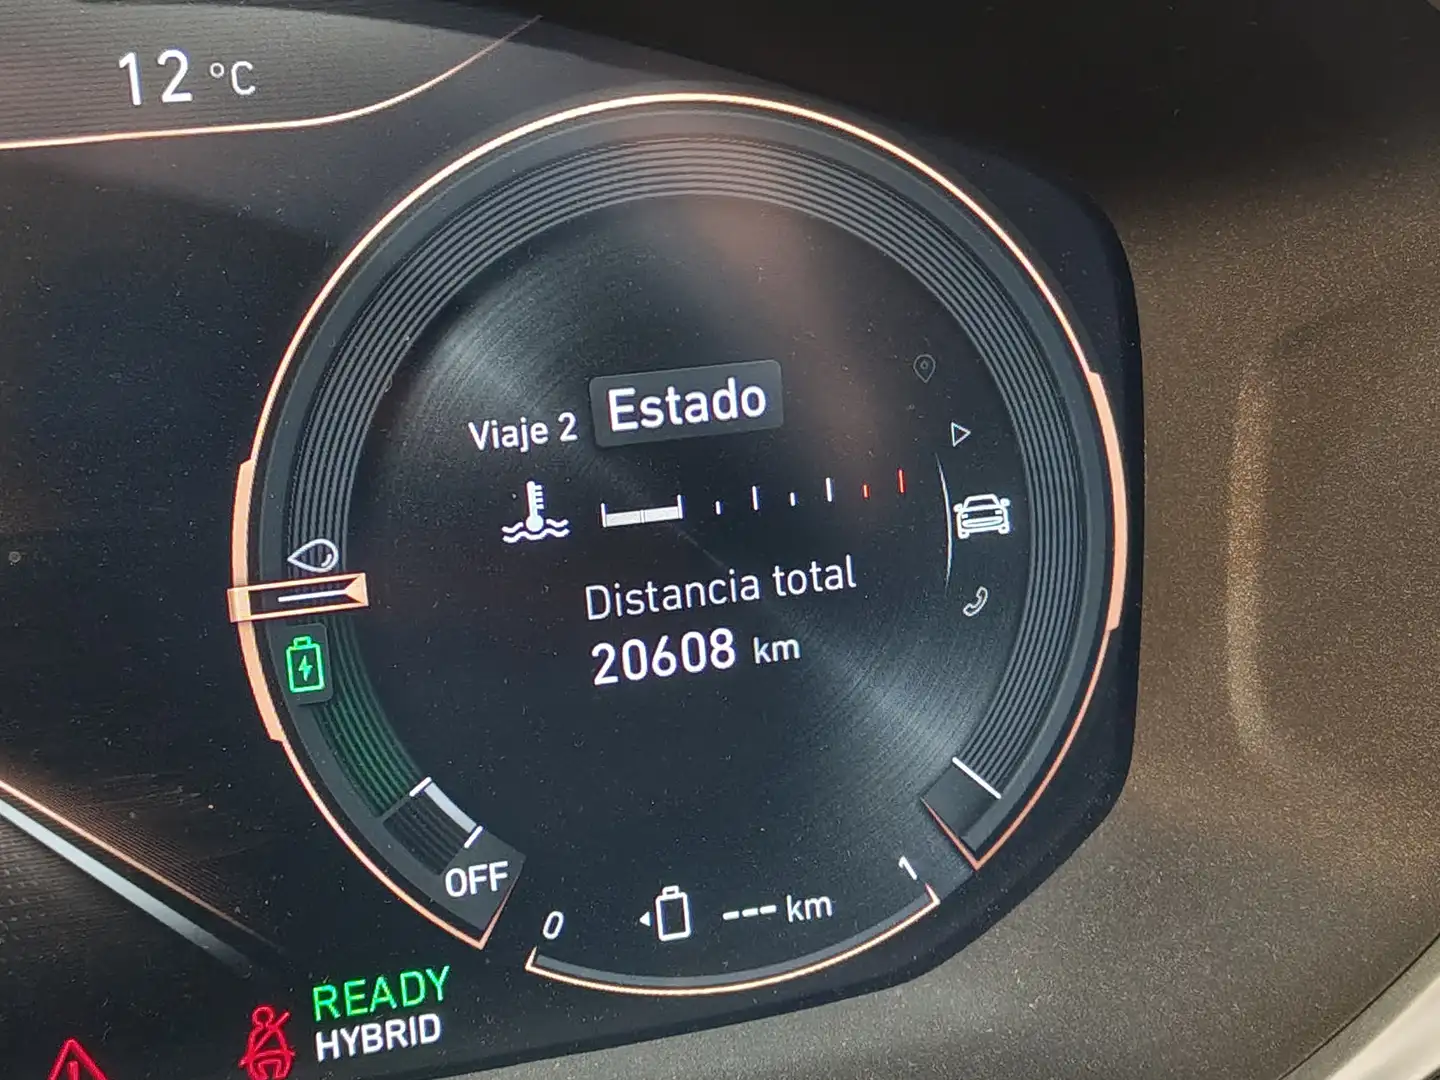 12 °C
Viaje 2 Estado
Distancia total
20608 km
OFF
0 --- km 1
READY
HYBRID